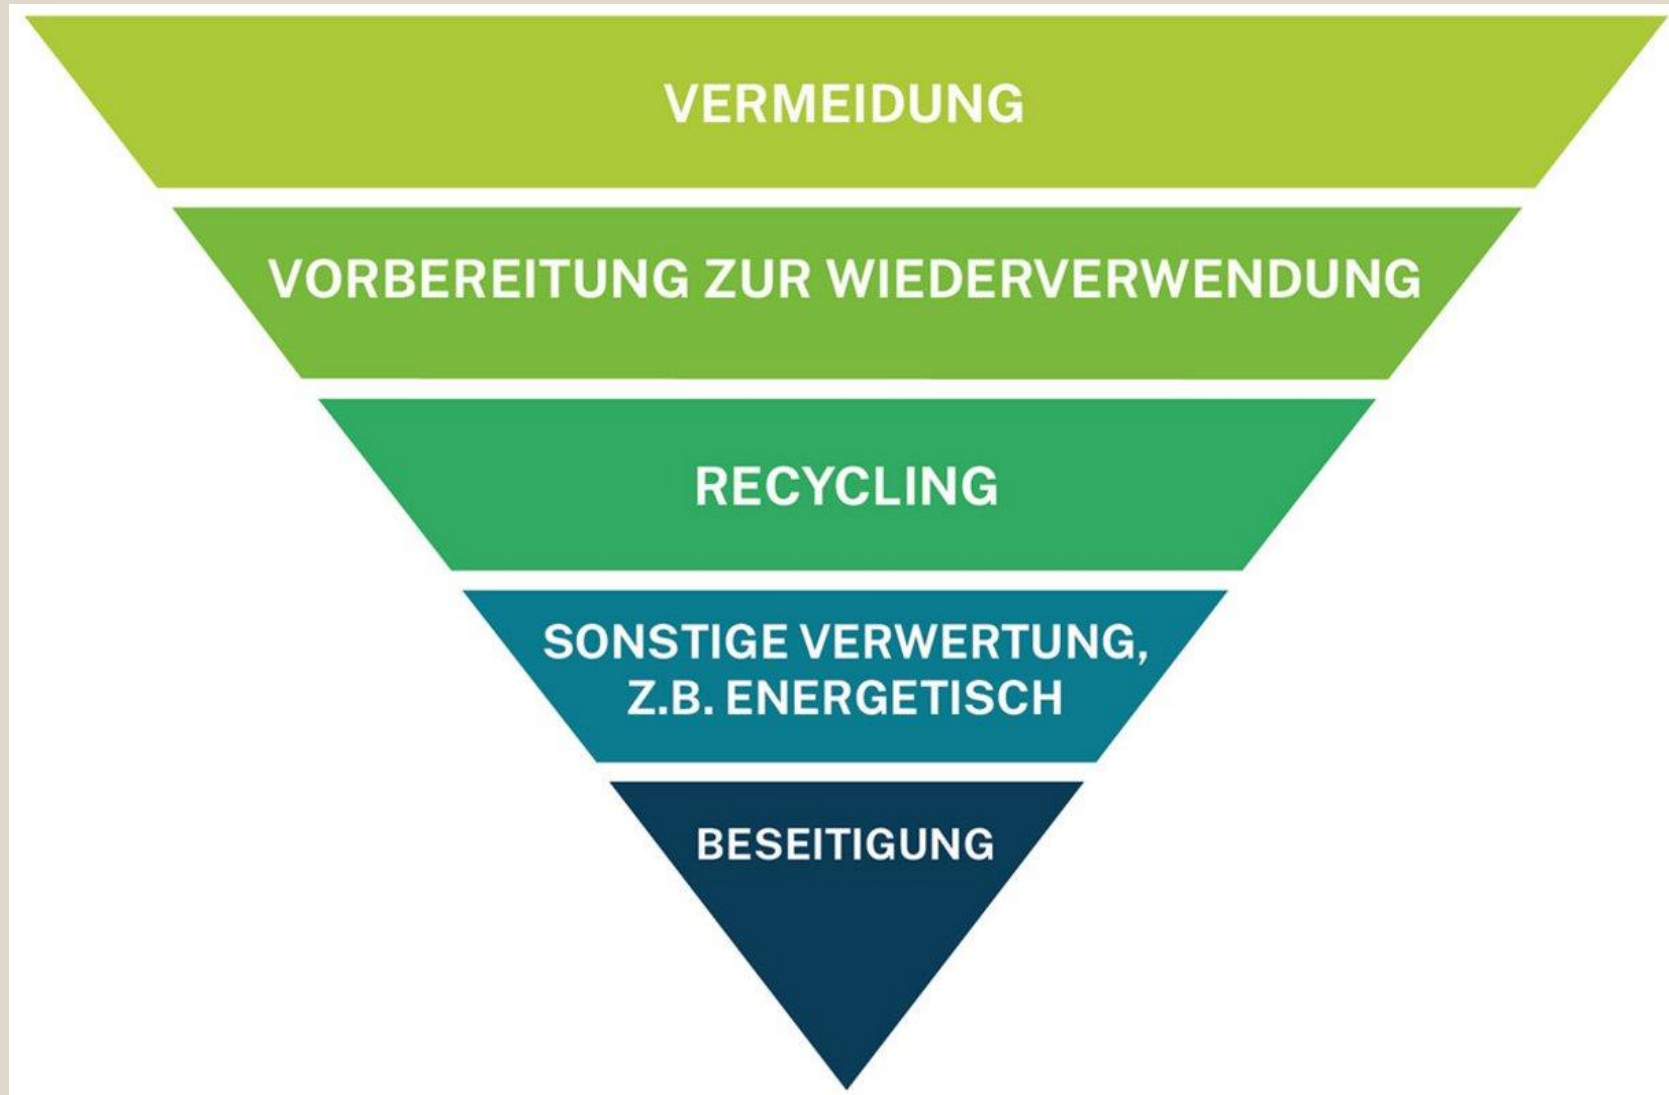 VERMEIDUNG
VORBEREITUNG ZUR WIEDERVERWENDUNG
RECYCLING
SONSTIGE VERWERTUNG,
Z.B. ENERGETISCH
BESEITIGUNG